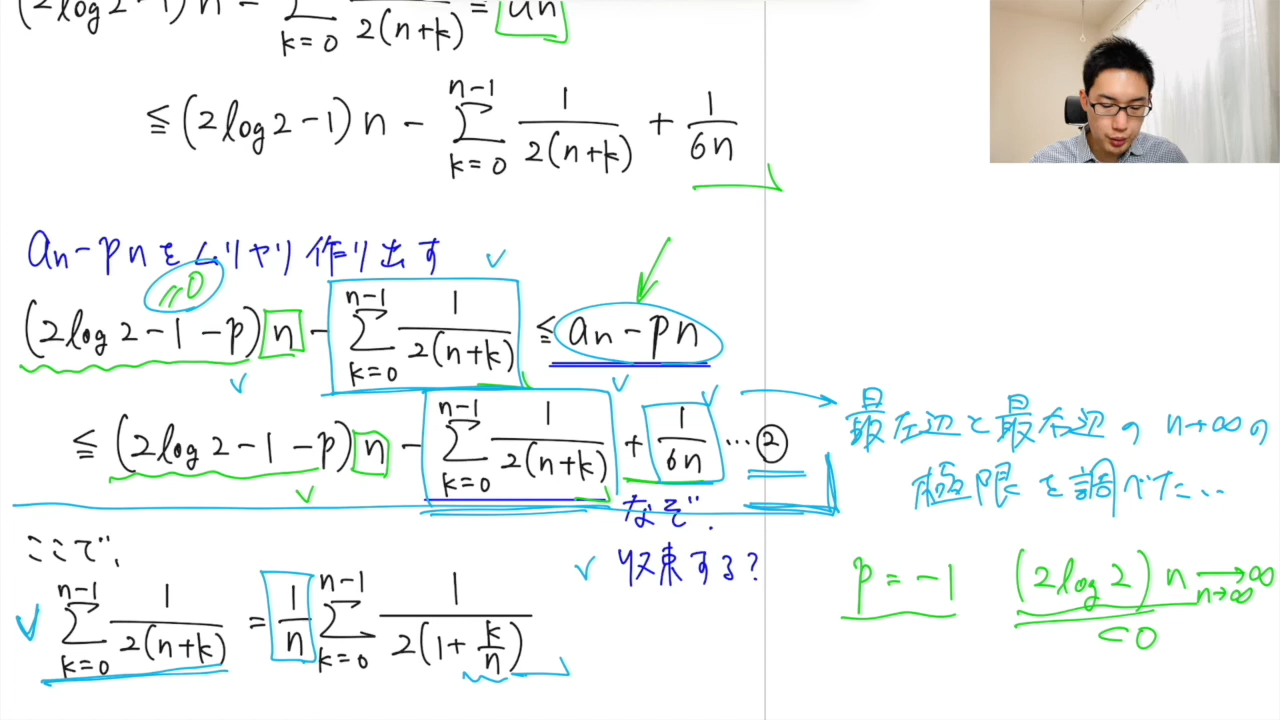 (2log2-1)n - Σ_{k=0} 1/2(n+k) = an
≦ (2log2-1)n - Σ_{k=0}^{n-1} 1/2(n+k) + 1/6n
an-pnをムリヤリ作り出す
=0
(2log2-1-p)n - Σ_{k=0}^{n-1} 1/2(n+k) ≦ an-pn
≦ (2log2-1-p)n - Σ_{k=0}^{n-1} 1/2(n+k) + 1/6n …②
最左辺と最右辺の n→∞の
極限を調べた…
なぞ.
収束する?
ここで、
Σ_{k=0}^{n-1} 1/2(n+k) = 1/n Σ_{k=0}^{n-1} 1/2(1+k/n)
p=-1 (2log2)n →∞
n→∞
<0